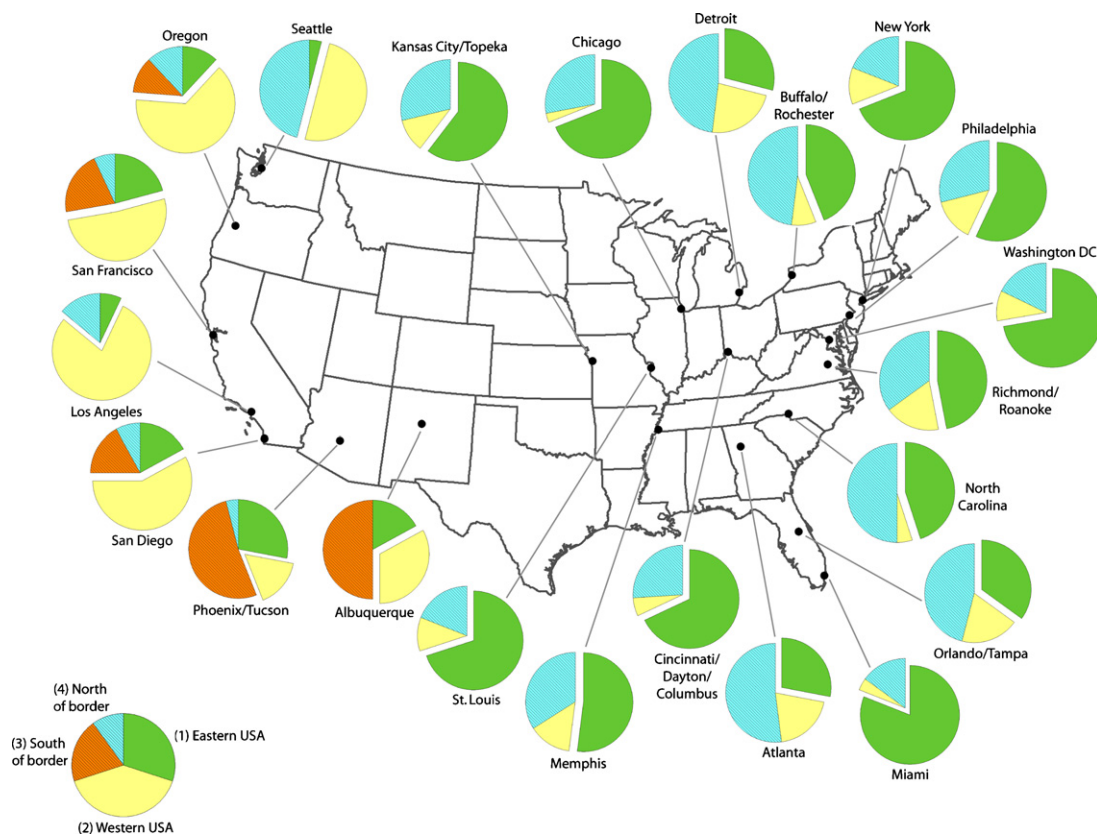 Oregon
Seattle
Kansas City/Topeka
Chicago
Detroit
New York
Buffalo/
Rochester
Philadelphia
Washington DC
San Francisco
Los Angeles
Richmond/
Roanoke
San Diego
North
Carolina
Phoenix/Tucson
Albuquerque
St. Louis
Memphis
Cincinnati/
Dayton/
Columbus
Atlanta
Orlando/Tampa
Miami
(4) North
of border
(3) South
of border
(1) Eastern USA
(2) Western USA